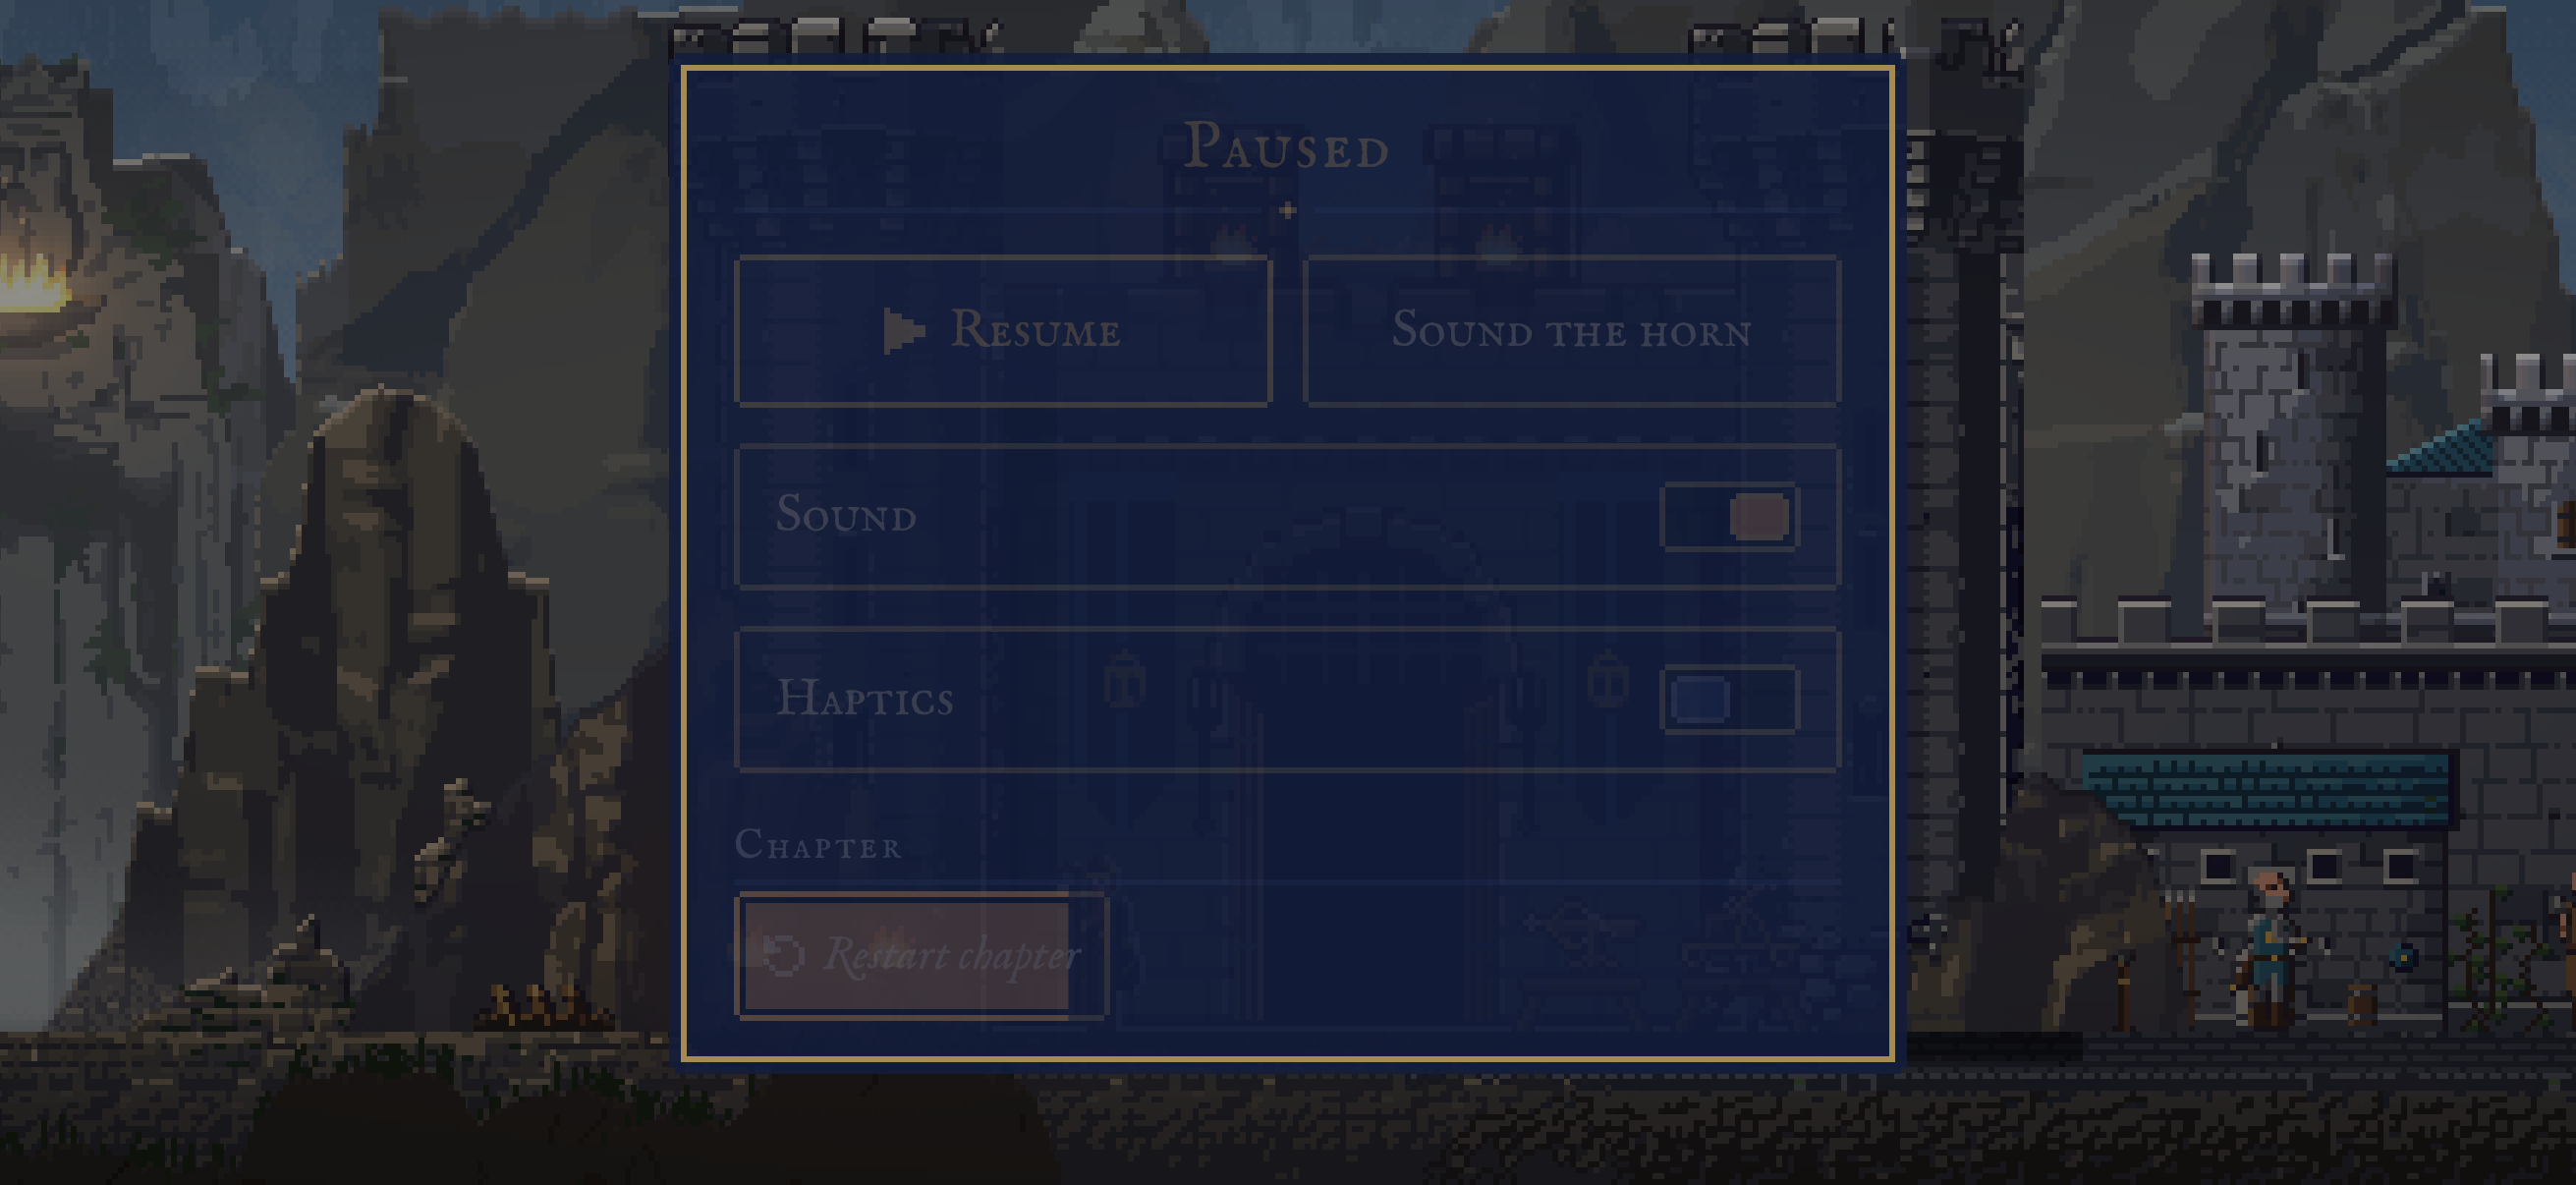 Paused
Resume
Sound the horn
Sound
Haptics
Chapter
Restart chapter